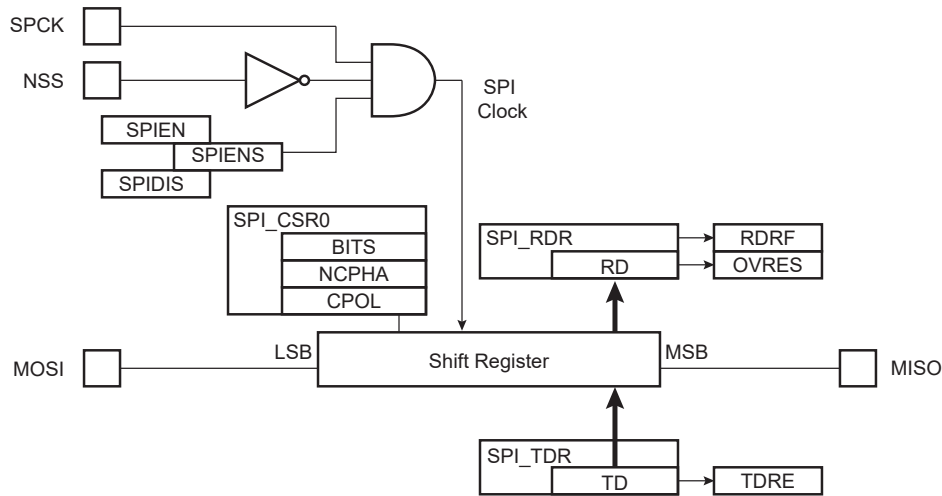 SPCK
NSS
SPI
Clock
SPIEN
SPIENS
SPIDIS
SPI_CSR0
BITS
NCPHA
CPOL
SPI_RDR
RD
RDRF
OVRES
MOSI
LSB
Shift Register
MSB
MISO
SPI_TDR
TD
TDRE